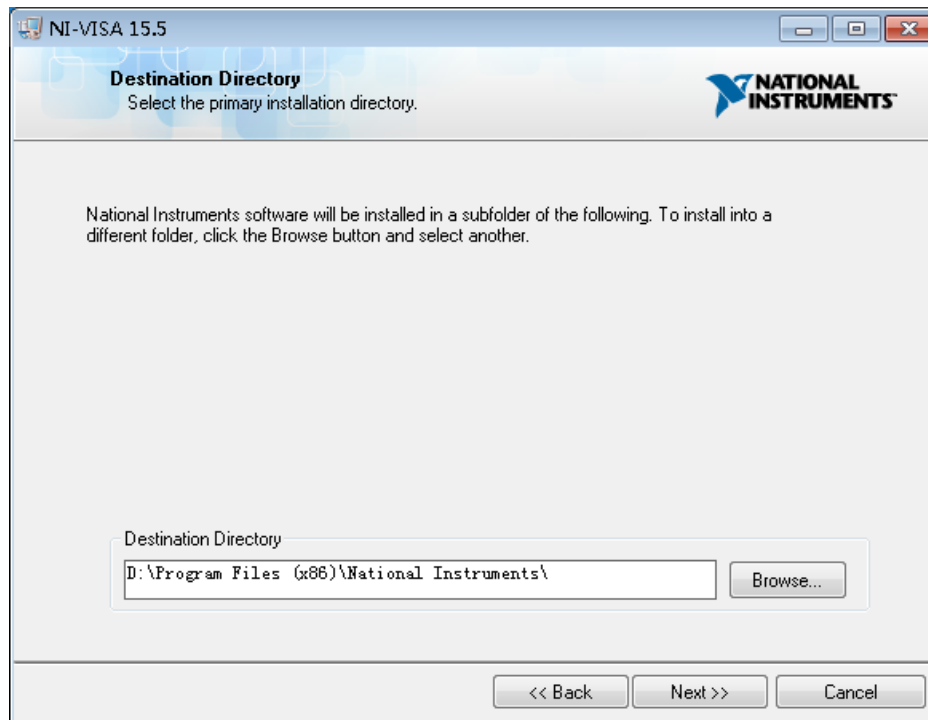 NI-VISA 15.5
Destination Directory
Select the primary installation directory.
NATIONAL
INSTRUMENTS™
National Instruments software will be installed in a subfolder of the following. To install into a
different folder, click the Browse button and select another.
Destination Directory
D:\Program Files (x86)\National Instruments\
Browse...
<< Back
Next >>
Cancel